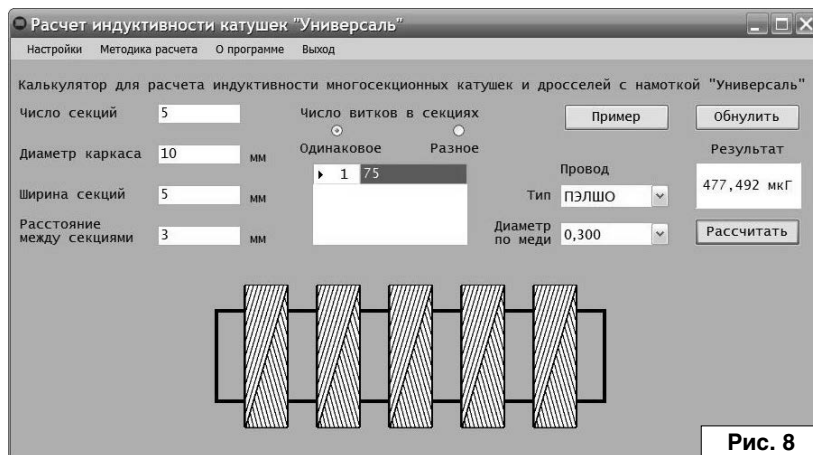 Расчет индуктивности катушек "Универсаль"
Настройки Методика расчета О программе Выход
Калькулятор для расчета индуктивности многосекционных катушек и дросселей с намоткой "Универсаль"
Число секций 5
Число витков в секциях
Пример
Обнулить
Диаметр каркаса 10 мм
Одинаковое Разное
Результат
1 75
Провод
477,492 мкГ
Ширина секций 5 мм
Тип ПЭЛШО
Расстояние
между секциями 3 мм
Диаметр
по меди 0,300
Рассчитать
Рис. 8